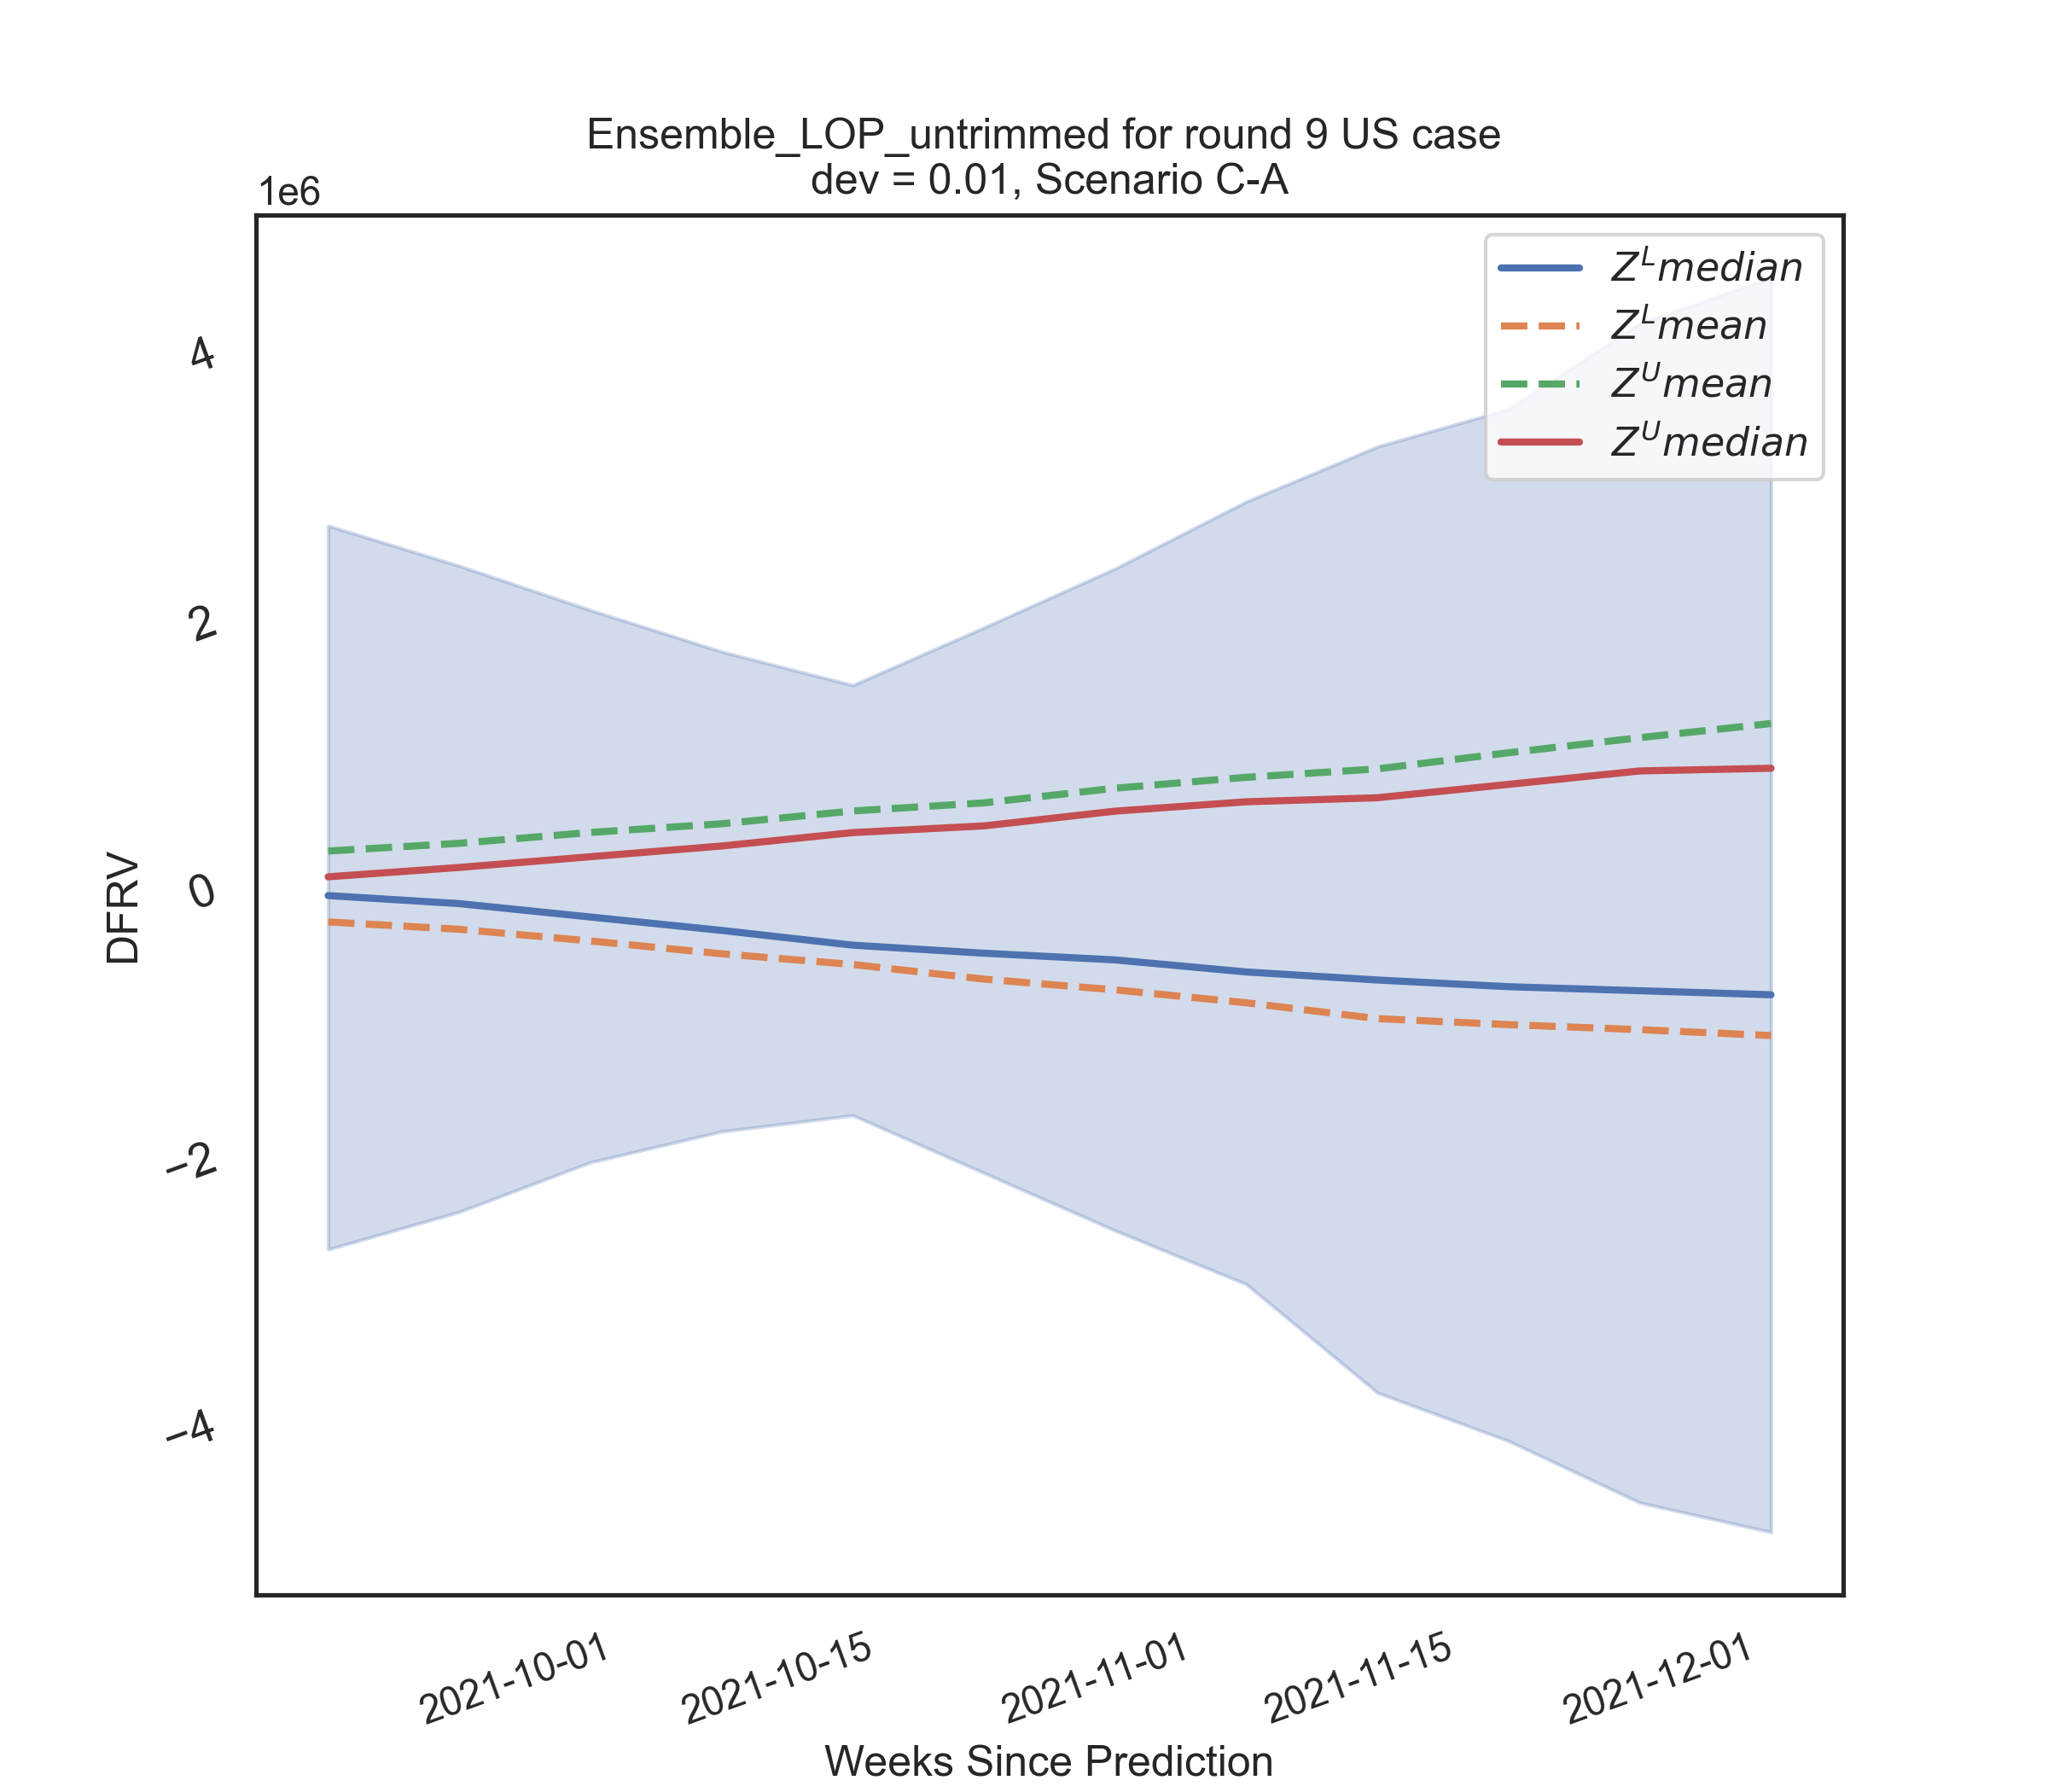 Ensemble_LOP_untrimmed for round 9 US case
dev = 0.01, Scenario C-A
1e6
Z^L median
Z^L mean
Z^U mean
Z^U median
4
2
0
−2
−4
DFRV
2021-10-01
2021-10-15
2021-11-01
2021-11-15
2021-12-01
Weeks Since Prediction